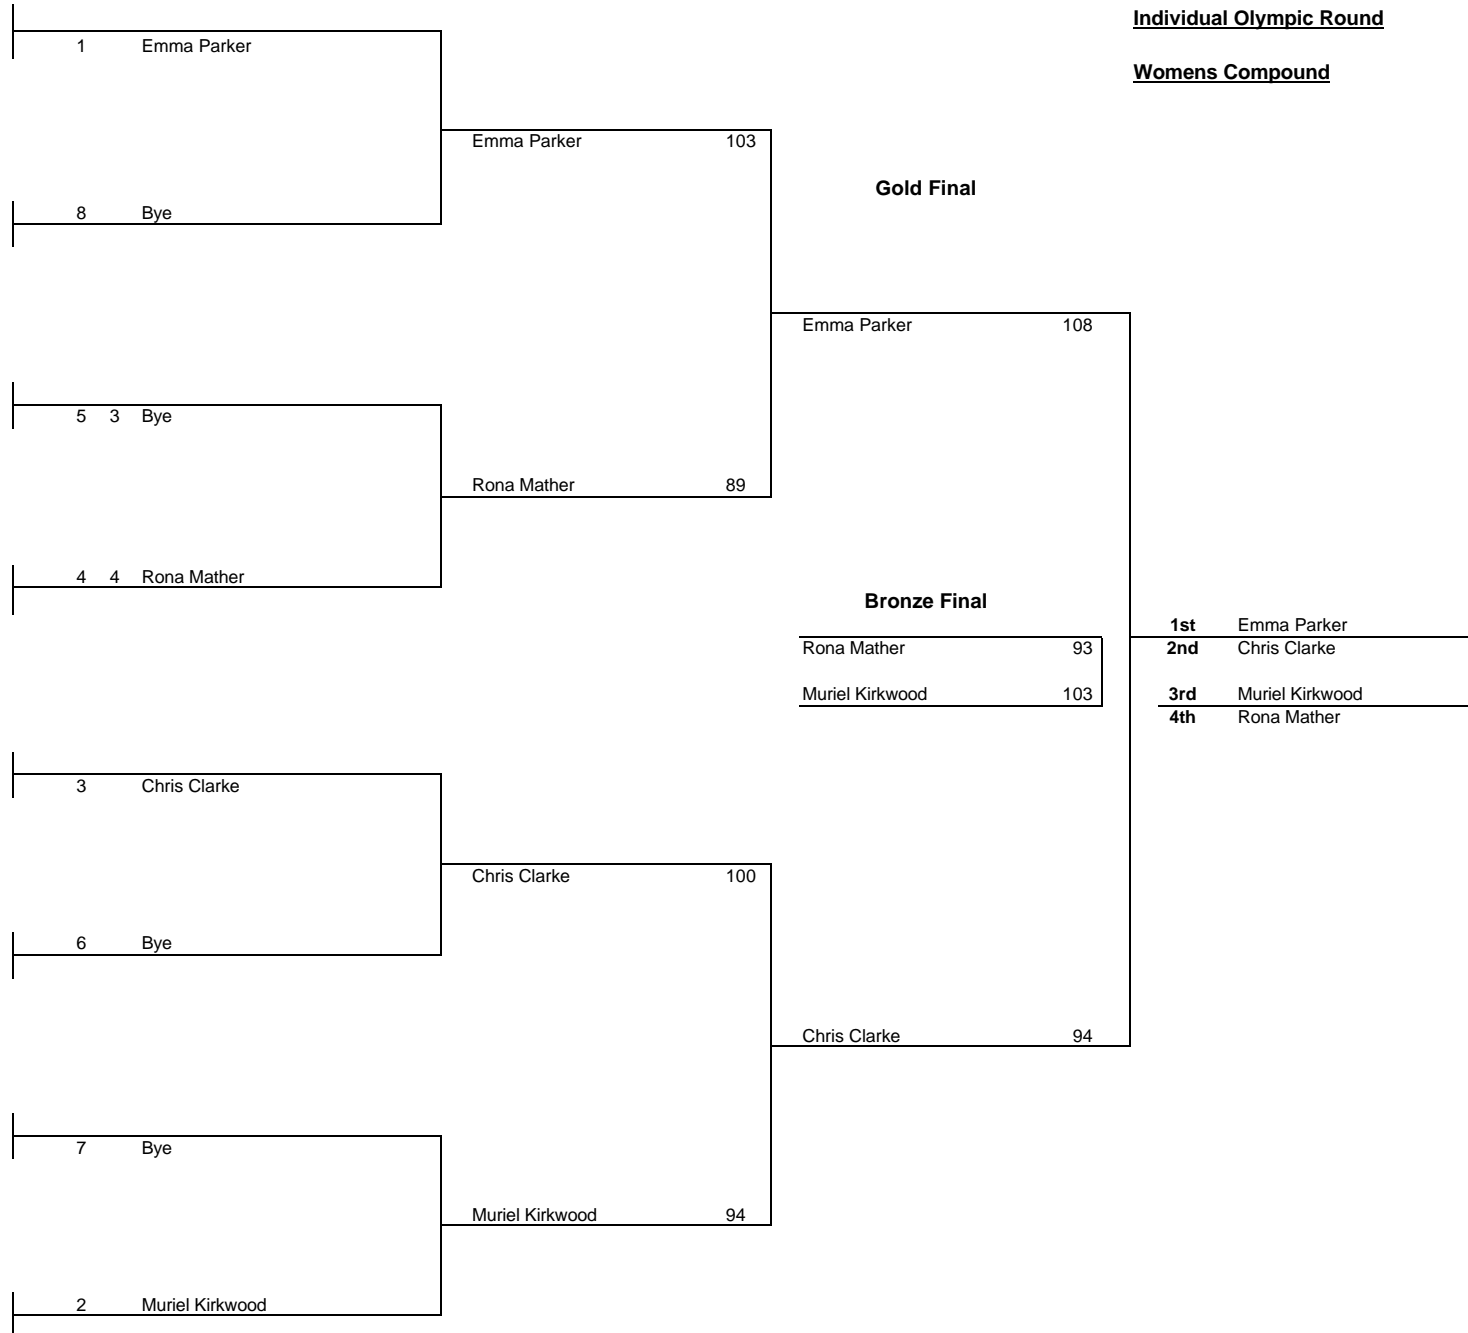 Individual Olympic Round
1 Emma Parker
Womens Compound
Emma Parker 103
Gold Final
8 Bye
Emma Parker 108
5 3 Bye
Rona Mather 89
4 4 Rona Mather
Bronze Final
1st Emma Parker
Rona Mather 93 2nd Chris Clarke
Muriel Kirkwood 103 3rd Muriel Kirkwood
4th Rona Mather
3 Chris Clarke
Chris Clarke 100
6 Bye
Chris Clarke 94
7 Bye
Muriel Kirkwood 94
2 Muriel Kirkwood